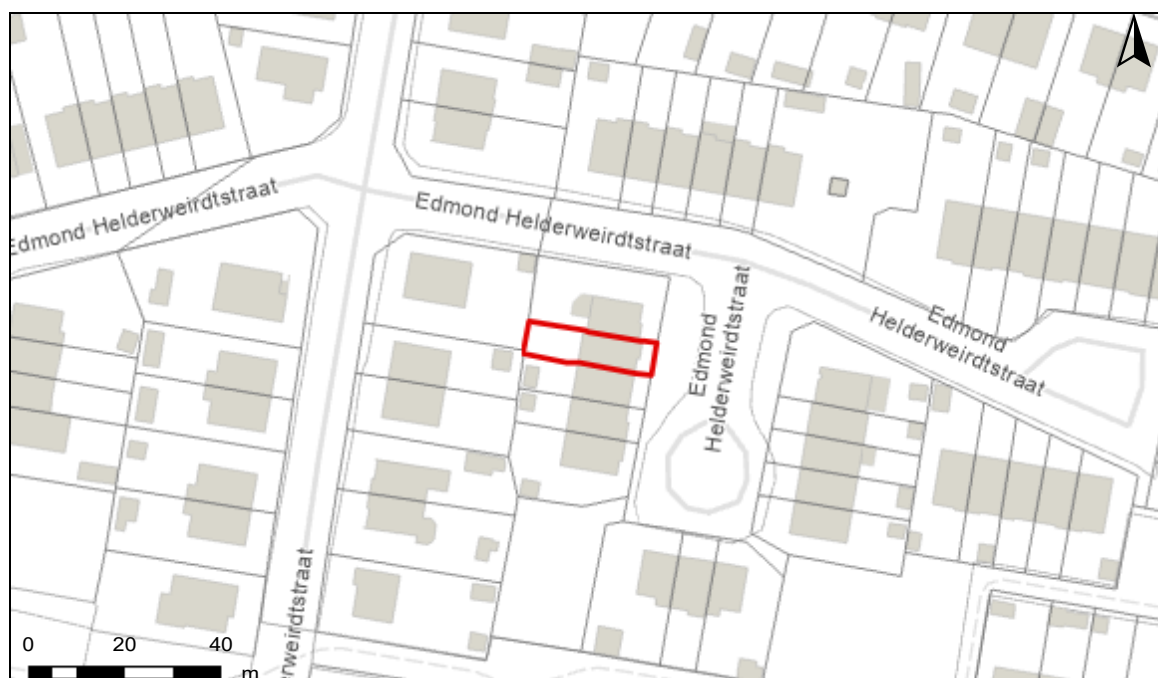 Edmond Helderweirdtstraat
Edmond Helderweirdtstraat
Edmond
Helderweirdtstraat
Edmond
Helderweirdtstraat
erweirdtstraat
0 20 40
m